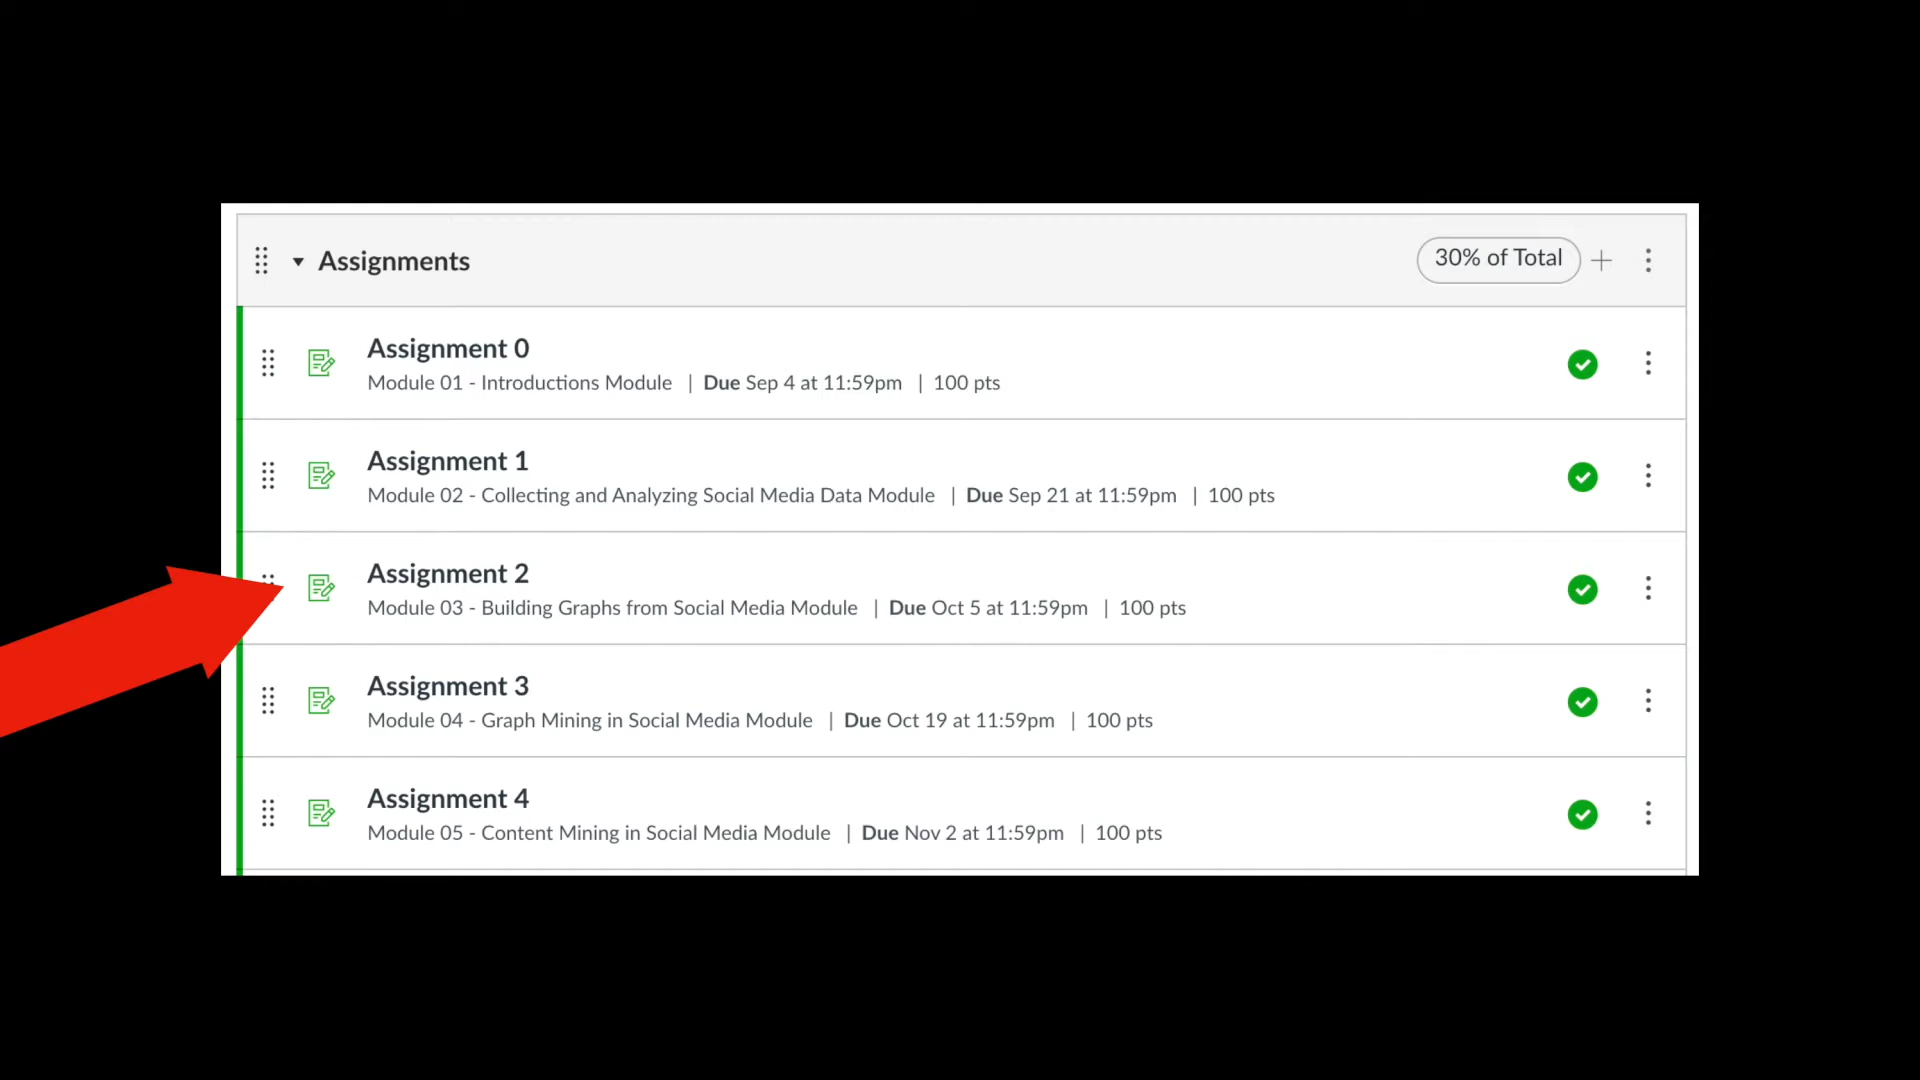 Assignments
30% of Total
Assignment 0
Module 01 - Introductions Module | Due Sep 4 at 11:59pm | 100 pts
Assignment 1
Module 02 - Collecting and Analyzing Social Media Data Module | Due Sep 21 at 11:59pm | 100 pts
Assignment 2
Module 03 - Building Graphs from Social Media Module | Due Oct 5 at 11:59pm | 100 pts
Assignment 3
Module 04 - Graph Mining in Social Media Module | Due Oct 19 at 11:59pm | 100 pts
Assignment 4
Module 05 - Content Mining in Social Media Module | Due Nov 2 at 11:59pm | 100 pts